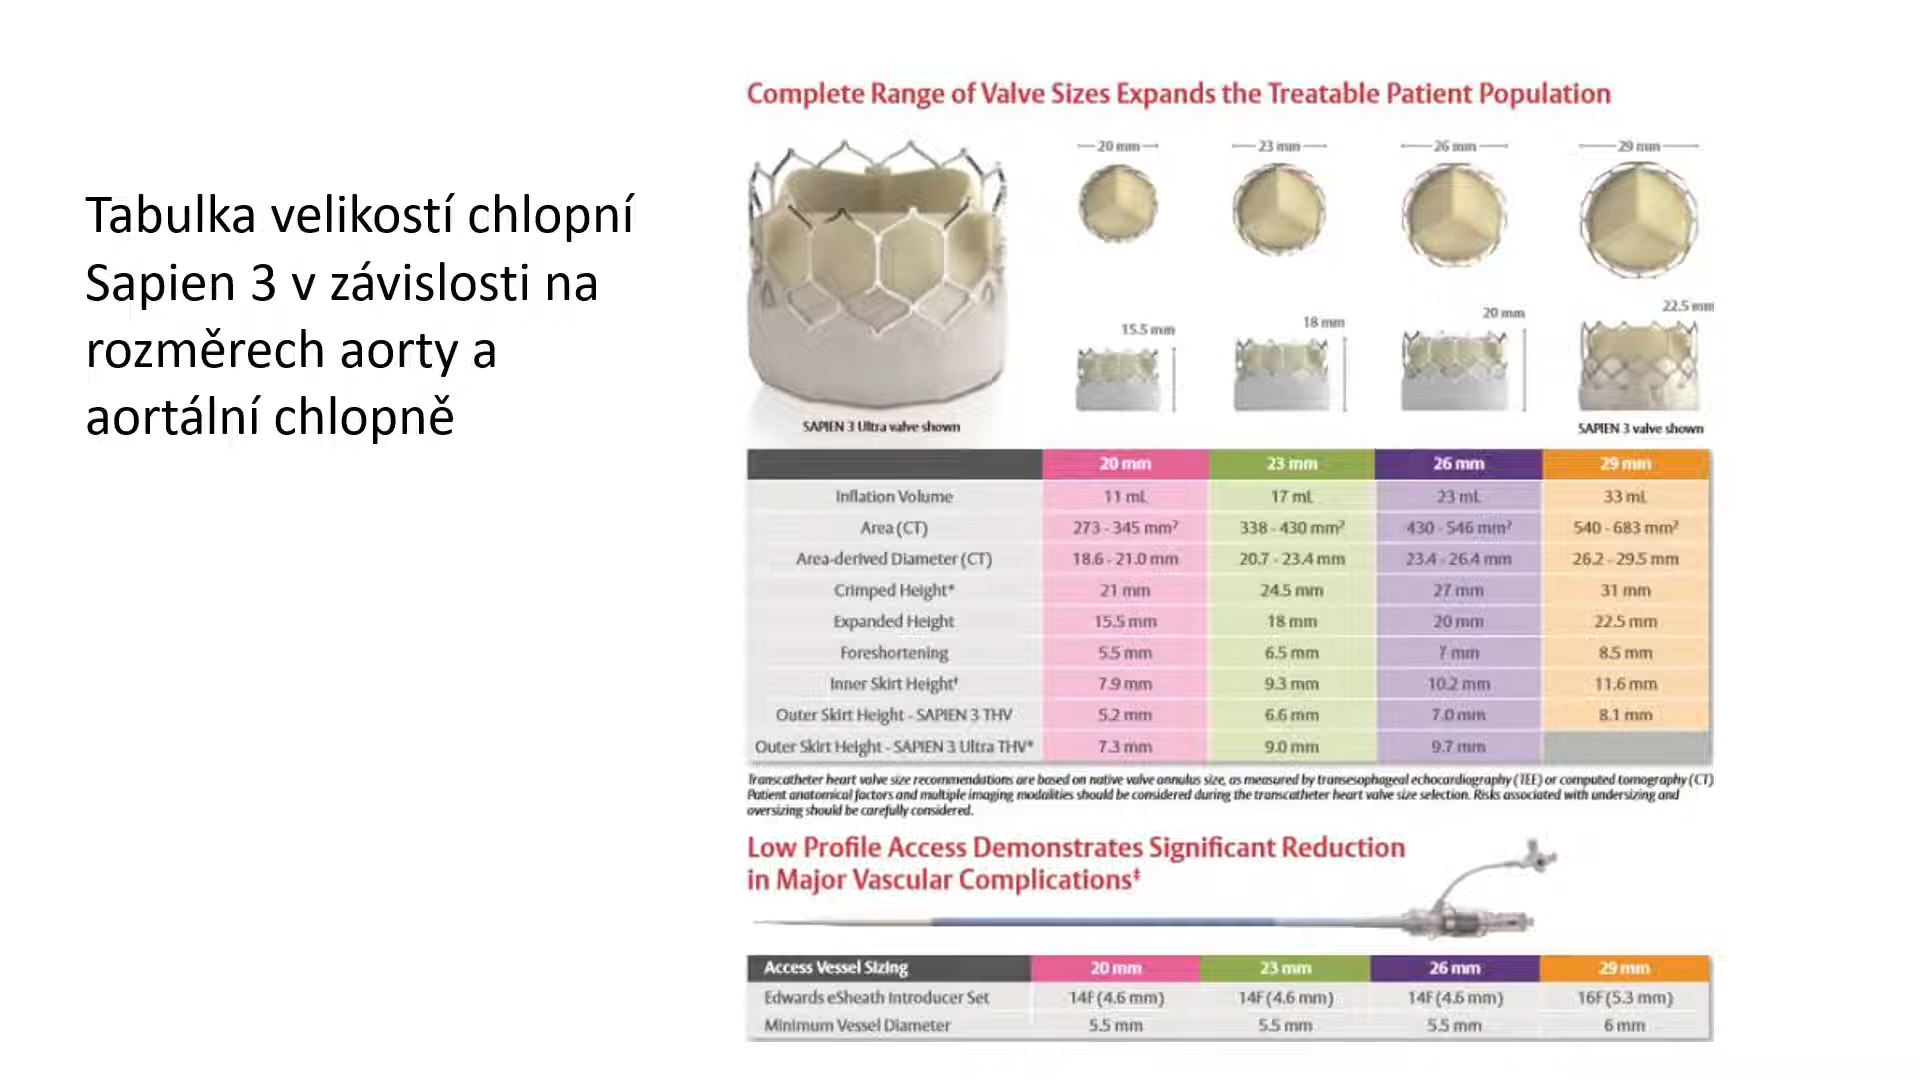 Tabulka velikostí chlopní
Sapien 3 v závislosti na
rozměrech aorty a
aortální chlopně
Complete Range of Valve Sizes Expands the Treatable Patient Population
20 mm 23 mm 26 mm 29 mm
15.5 mm 18 mm 20 mm 22.5 mm
SAPIEN 3 Ultra valve shown SAPIEN 3 valve shown
20 mm 23 mm 26 mm 29 mm
Inflation Volume 11 mL 17 mL 23 mL 33 mL
Area (CT) 273 - 345 mm² 338 - 430 mm² 430 - 546 mm² 540 - 683 mm²
Area-derived Diameter (CT) 18.6 - 21.0 mm 20.7 - 23.4 mm 23.4 - 26.4 mm 26.2 - 29.5 mm
Crimped Height* 21 mm 24.5 mm 27 mm 31 mm
Expanded Height 15.5 mm 18 mm 20 mm 22.5 mm
Foreshortening 5.5 mm 6.5 mm 7 mm 8.5 mm
Inner Skirt Height† 7.9 mm 9.3 mm 10.2 mm 11.6 mm
Outer Skirt Height - SAPIEN 3 THV 5.2 mm 6.6 mm 7.0 mm 8.1 mm
Outer Skirt Height - SAPIEN 3 Ultra THV* 7.3 mm 9.0 mm 9.7 mm
Transcatheter heart valve size recommendations are based on native valve annulus size, as measured by transesophageal echocardiography (TEE) or computed tomography (CT)
Patient anatomical factors and multiple imaging modalities should be considered during the transcatheter heart valve size selection. Risks associated with undersizing and
oversizing should be carefully considered.
Low Profile Access Demonstrates Significant Reduction
in Major Vascular Complications‡
Access Vessel Sizing 20 mm 23 mm 26 mm 29 mm
Edwards eSheath Introducer Set 14F (4.6 mm) 14F (4.6 mm) 14F (4.6 mm) 16F (5.3 mm)
Minimum Vessel Diameter 5.5 mm 5.5 mm 5.5 mm 6 mm